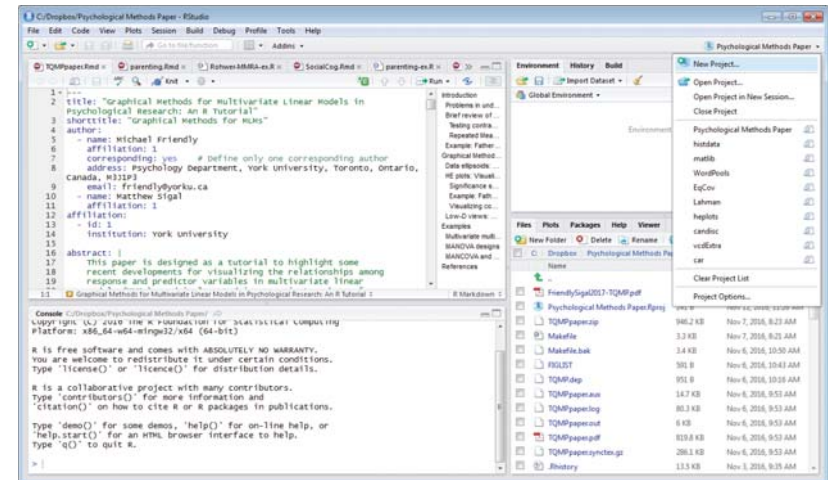 C:/Dropbox/Psychological Methods Paper - RStudio
File Edit Code View Plots Session Build Debug Profile Tools Help
Go to file/function Addins
Psychological Methods Paper
TQMPpaper.Rmd parenting.Rmd Rohwer-MMRA-ex.R SocialCog.Rmd parenting-ex.R
Knit Run
1 ---
2 title: "Graphical Methods for Multivariate Linear Models in
Psychological Research: An R Tutorial"
3 shorttitle: "Graphical Methods for MLMs"
4 author:
5 - name: Michael Friendly
6 affiliation: 1
7 corresponding: yes # Define only one corresponding author
8 address: Psychology Department, York University, Toronto, Ontario,
Canada, M3J1P3
9 email: friendly@yorku.ca
10 - name: Matthew Sigal
11 affiliation: 1
12 affiliation:
13 - id: 1
14 institution: York University
15
16 abstract: |
17 This paper is designed as a tutorial to highlight some
18 recent developments for visualizing the relationships among
19 response and predictor variables in multivariate linear
1:1 Graphical Methods for Multivariate Linear Models in Psychological Research: An R Tutorial R Markdown
Introduction
Problems in und...
Brief review of ...
Testing contra...
Repeated Mea...
Example: Father...
Graphical Method...
Data ellipsoids: ...
HE plots: Visuali...
Significance s...
Example: Fath...
Visualizing co...
Low-D views: ...
Examples
Multivariate mult...
MANOVA designs
MANCOVA and ...
References
Console C:/Dropbox/Psychological Methods Paper/
Copyright (C) 2016 The R Foundation for Statistical Computing
Platform: x86_64-w64-mingw32/x64 (64-bit)
R is free software and comes with ABSOLUTELY NO WARRANTY.
You are welcome to redistribute it under certain conditions.
Type 'license()' or 'licence()' for distribution details.
R is a collaborative project with many contributors.
Type 'contributors()' for more information and
'citation()' on how to cite R or R packages in publications.
Type 'demo()' for some demos, 'help()' for on-line help, or
'help.start()' for an HTML browser interface to help.
Type 'q()' to quit R.
>
Environment History Build
Import Dataset
Global Environment
Environment
New Project...
Open Project...
Open Project in New Session...
Close Project
Psychological Methods Paper
histdata
matlib
WordPools
EqCov
Lahman
heplots
candisc
vcdExtra
car
Clear Project List
Project Options...
Files Plots Packages Help Viewer
New Folder Delete Rename
C: Dropbox Psychological Methods Pa
Name
..
FriendlySigal2017-TQMP.pdf
Psychological Methods Paper.Rproj
TQMPpaper.zip 946.2 KB Nov 7, 2016, 8:23 AM
Makefile 3.2 KB Nov 7, 2016, 8:21 AM
Makefile.bak 3.4 KB Nov 6, 2016, 10:50 AM
FIGLIST 591 B Nov 6, 2016, 10:43 AM
TQMP.dep 951 B Nov 6, 2016, 10:16 AM
TQMPpaper.aux 14.7 KB Nov 6, 2016, 9:53 AM
TQMPpaper.log 80.3 KB Nov 6, 2016, 9:53 AM
TQMPpaper.out 6 KB Nov 6, 2016, 9:53 AM
TQMPpaper.pdf 819.8 KB Nov 6, 2016, 9:53 AM
TQMPpaper.synctex.gz 286.1 KB Nov 6, 2016, 9:53 AM
.Rhistory 13.5 KB Nov 3, 2016, 9:35 AM